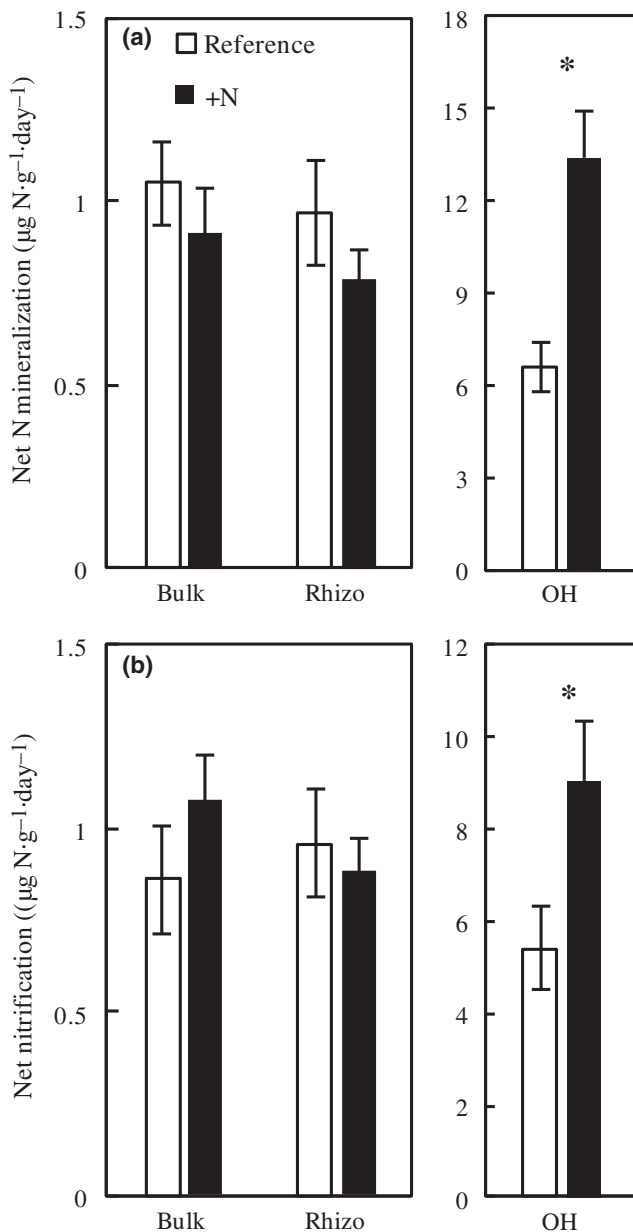 (a)
Reference
+N
Net N mineralization (µg N·g⁻¹·day⁻¹)
1.5
1
0.5
0
Bulk Rhizo
18
15
12
9
6
3
0
*
OH
(b)
Net nitrification ((µg N·g⁻¹·day⁻¹)
1.5
1
0.5
0
Bulk Rhizo
12
10
8
6
4
2
0
*
OH